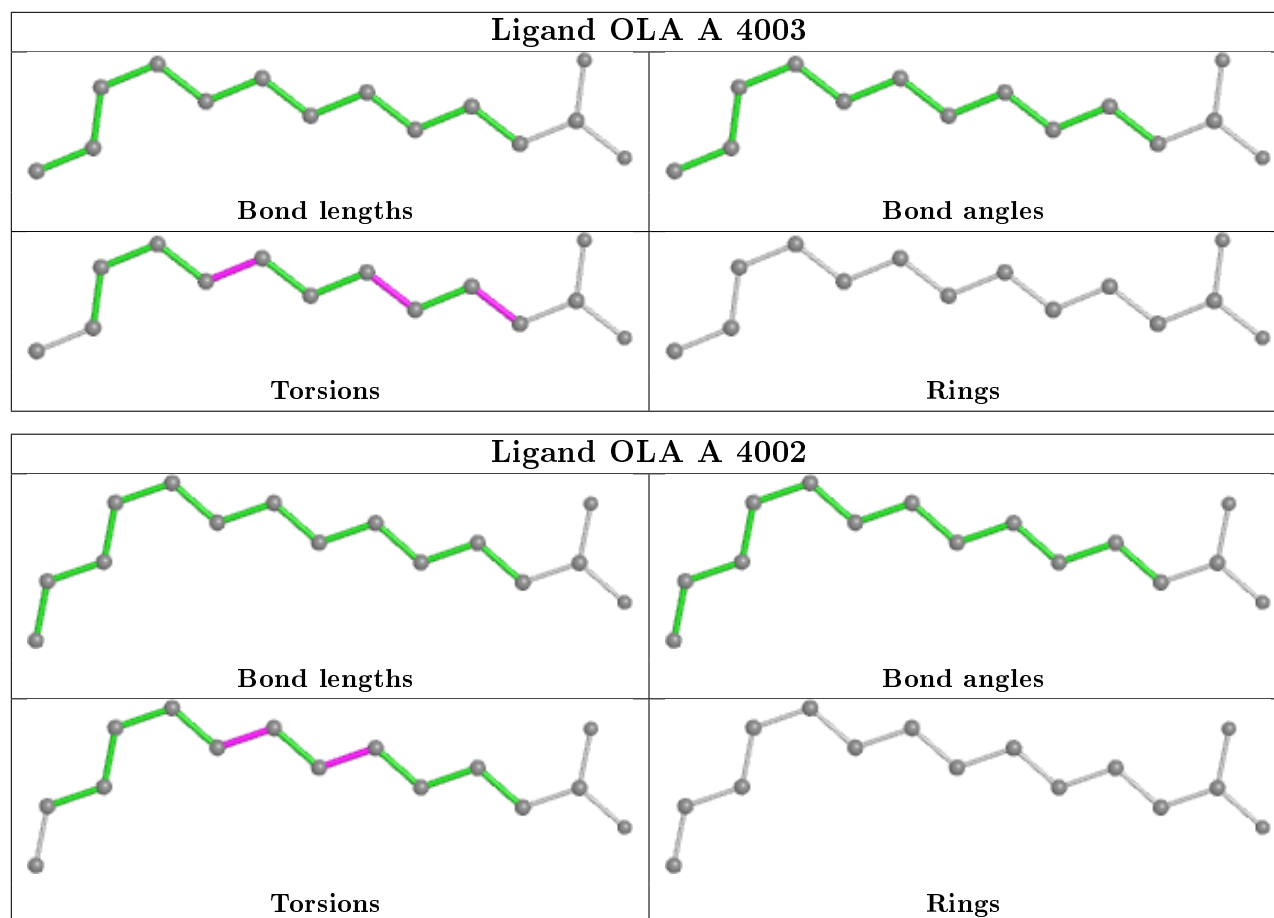 Ligand OLA A 4003
Bond lengths
Bond angles
Torsions
Rings
Ligand OLA A 4002
Bond lengths
Bond angles
Torsions
Rings